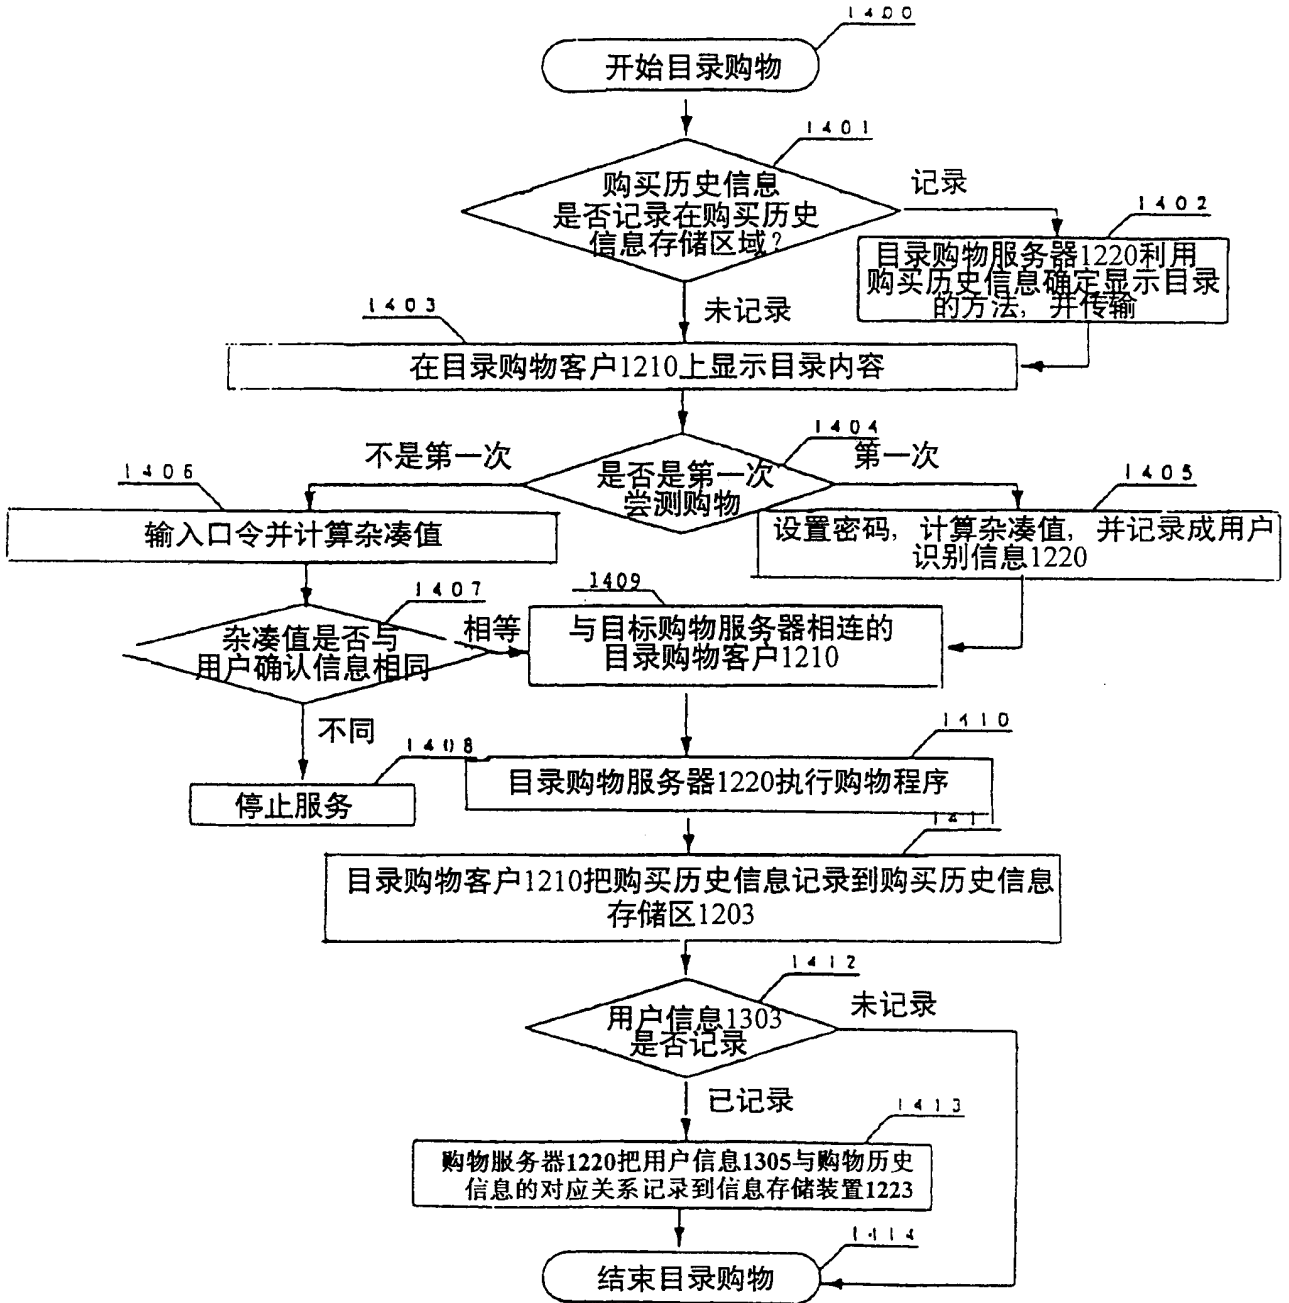 1400
开始目录购物
1401
购买历史信息
是否记录在购买历史
信息存储区域?
记录
1402
目录购物服务器1220利用
购买历史信息确定显示目录
的方法, 并传输
未记录
1403
在目录购物客户1210上显示目录内容
1404
是否是第一次
尝测购物
不是第一次
第一次
1406
输入口令并计算杂凑值
1405
设置密码, 计算杂凑值, 并记录成用户
识别信息1220
1407
杂凑值是否与
用户确认信息相同
相等
1409
与目标购物服务器相连的
目录购物客户1210
不同
1408
停止服务
1410
目录购物服务器1220执行购物程序
1411
目录购物客户1210把购买历史信息记录到购买历史信息
存储区1203
1412
用户信息1303
是否记录
未记录
已记录
1413
购物服务器1220把用户信息1305与购物历史
信息的对应关系记录到信息存储装置1223
1414
结束目录购物